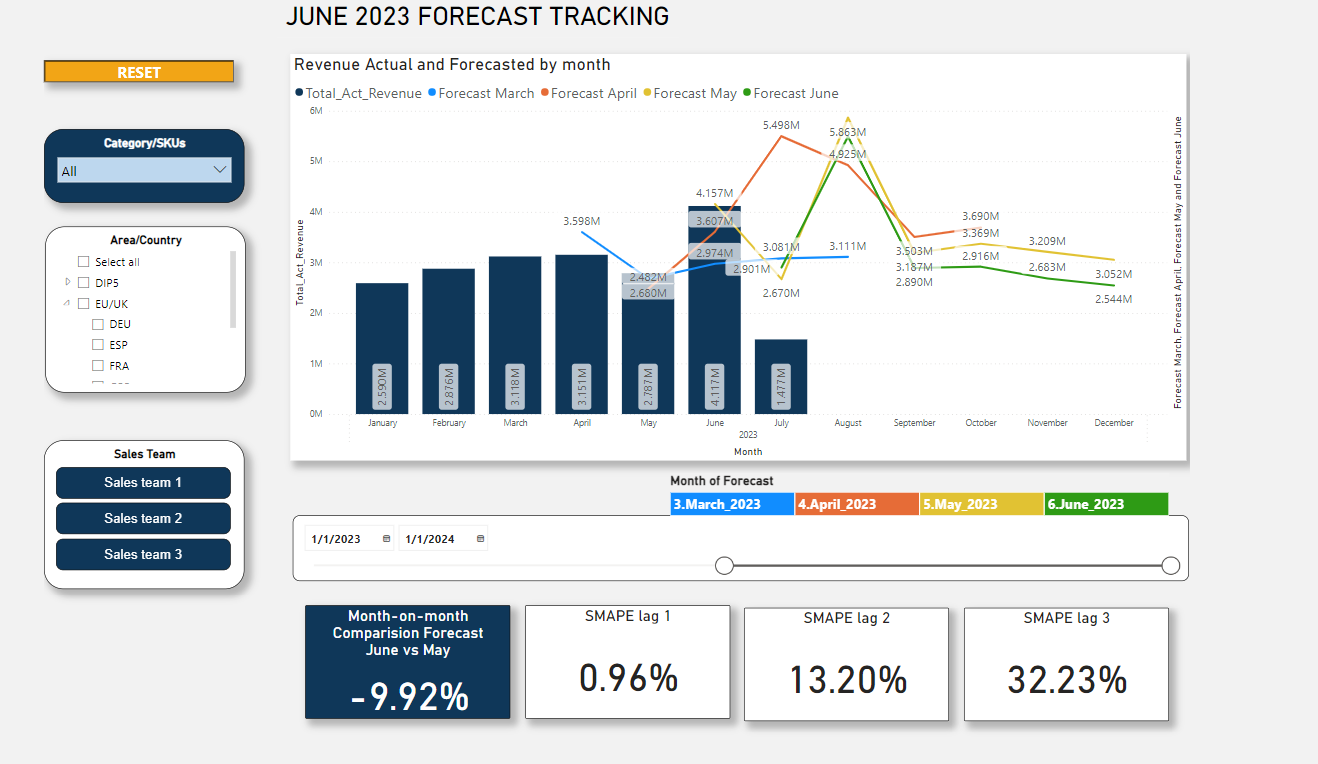 JUNE 2023 FORECAST TRACKING
RESET
Category/SKUs
All
Area/Country
Select all
DIP5
EU/UK
DEU
ESP
FRA
Sales Team
Sales team 1
Sales team 2
Sales team 3
Revenue Actual and Forecasted by month
Total_Act_Revenue Forecast March Forecast April Forecast May Forecast June
6M
5M
4M
3M
2M
1M
0M
Total_Act_Revenue
Forecast March, Forecast April, Forecast May and Forecast June
5.498M
5.863M
4.925M
4.157M
3.598M
3.607M
3.690M
3.369M
3.081M
3.111M
3.209M
2.974M
3.503M
2.901M
2.482M
3.187M
2.916M
2.683M
3.052M
2.680M
2.670M
2.890M
2.544M
2.590M
2.876M
3.118M
3.151M
2.787M
4.117M
1.477M
January February March April May June July August September October November December
2023
Month
Month of Forecast
3.March_2023 4.April_2023 5.May_2023 6.June_2023
1/1/2023 1/1/2024
Month-on-month
Comparision Forecast
June vs May
-9.92%
SMAPE lag 1
0.96%
SMAPE lag 2
13.20%
SMAPE lag 3
32.23%